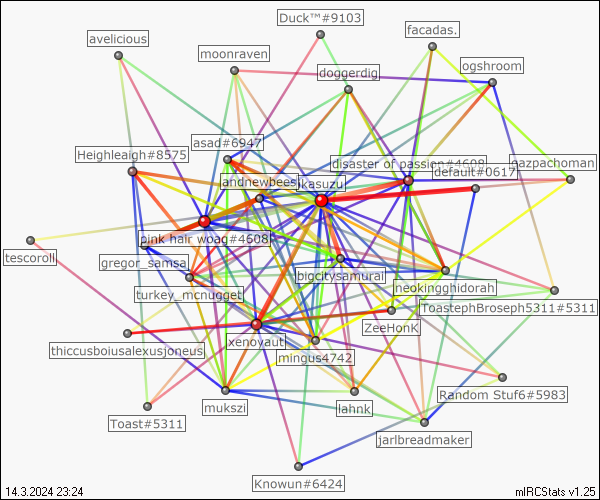 Duck™#9103
facadas.
avelicious
moonraven
doggerdig
ogshroom
asad#6947
Heighleaigh#8575
disaster of passion#4608
default#0617
gazpachoman
andnewbees
jkasuzu
pink hair woag#4608
tescoroll
gregor_samsa
bigcitysamurai
turkey_mcnugget
neokingghidorah
ToastephBroseph5311#5311
ZeeHonK
xenoyaut
thiccusboiusalexusjoneus
mingus4742
Random Stuf6#5983
mukszi
lahnk
Toast#5311
jarlbreadmaker
Knowun#6424
14.3.2024 23:24
mIRCStats v1.25